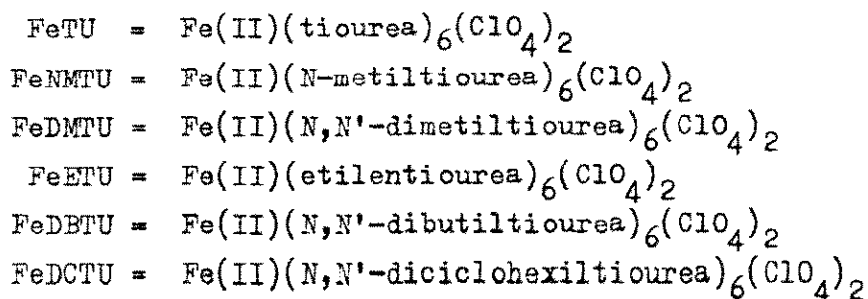 FeTU = Fe(II)(tiourea)6(ClO4)2
FeNMTU = Fe(II)(N-metiltiourea)6(ClO4)2
FeDMTU = Fe(II)(N,N'-dimetiltiourea)6(ClO4)2
FeETU = Fe(II)(etilentiourea)6(ClO4)2
FeDBTU = Fe(II)(N,N'-dibutiltiourea)6(ClO4)2
FeDCTU = Fe(II)(N,N'-diciclohexiltiourea)6(ClO4)2